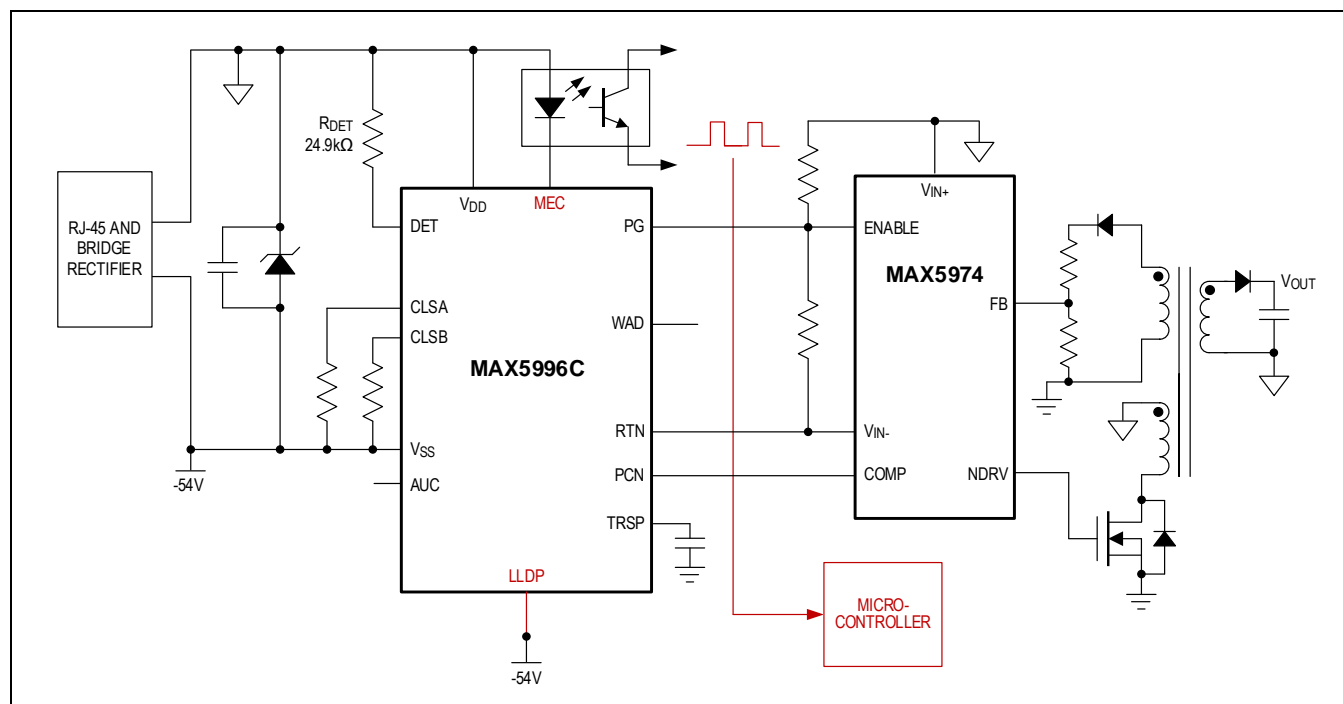 RDET
24.9kΩ
RJ-45 AND
BRIDGE
RECTIFIER
VDD
MEC
DET
PG
CLSA
CLSB
WAD
MAX5996C
RTN
VSS
PCN
AUC
TRSP
LLDP
-54V
-54V
VIN+
ENABLE
MAX5974
FB
VIN-
COMP
NDRV
VOUT
MICRO-
CONTROLLER